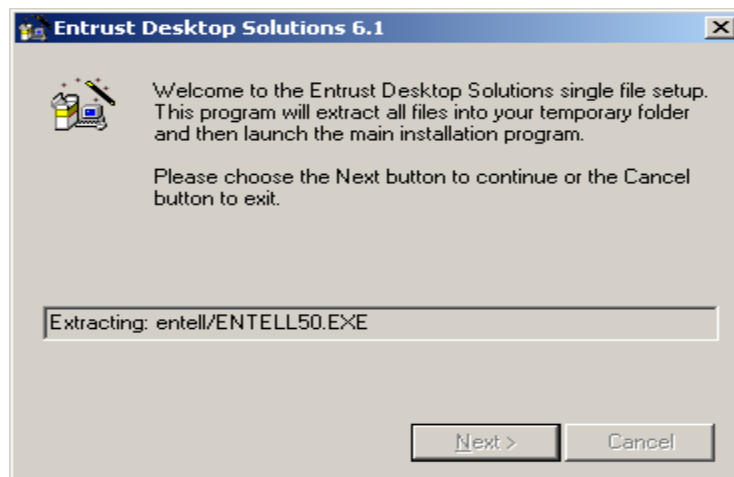 Entrust Desktop Solutions 6.1
Welcome to the Entrust Desktop Solutions single file setup.
This program will extract all files into your temporary folder
and then launch the main installation program.
Please choose the Next button to continue or the Cancel
button to exit.
Extracting: entell/ENTELL50.EXE
Next >
Cancel